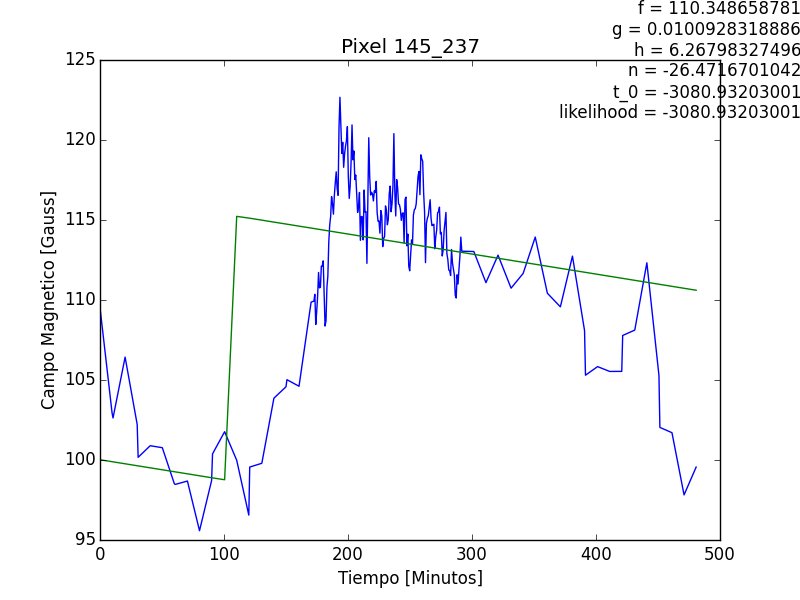 f = 110.348658781
g = 0.0100928318886
h = 6.26798327496
n = -26.4716701042
t_0 = -3080.93203001
likelihood = -3080.93203001
Pixel 145_237
125
120
115
110
105
100
95
Campo Magnetico [Gauss]
0 100 200 300 400 500
Tiempo [Minutos]